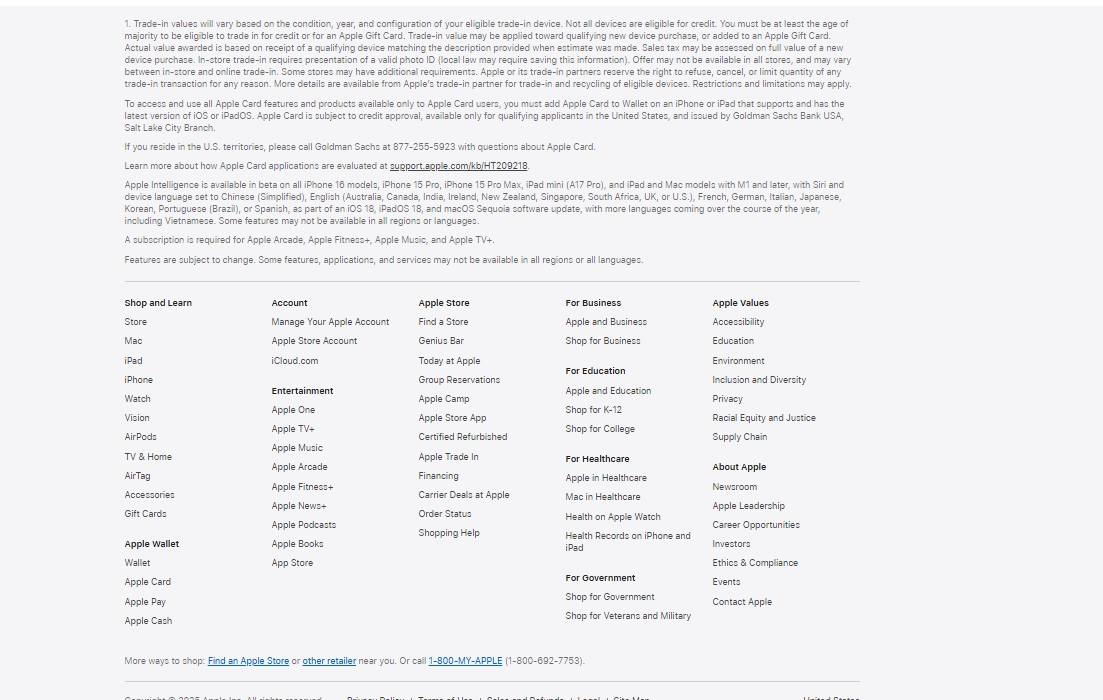 1. Trade-in values will vary based on the condition, year, and configuration of your eligible trade-in device. Not all devices are eligible for credit. You must be at least the age of
majority to be eligible to trade in for credit or for an Apple Gift Card. Trade-in value may be applied toward qualifying new device purchase, or added to an Apple Gift Card.
Actual value awarded is based on receipt of a qualifying device matching the description provided when estimate was made. Sales tax may be assessed on full value of a new
device purchase. In-store trade-in requires presentation of a valid photo ID (local law may require saving this information). Offer may not be available in all stores, and may vary
between in-store and online trade-in. Some stores may have additional requirements. Apple or its trade-in partners reserve the right to refuse, cancel, or limit quantity of any
trade-in transaction for any reason. More details are available from Apple's trade-in partner for trade-in and recycling of eligible devices. Restrictions and limitations may apply.
To access and use all Apple Card features and products available only to Apple Card users, you must add Apple Card to Wallet on an iPhone or iPad that supports and has the
latest version of iOS or iPadOS. Apple Card is subject to credit approval, available only for qualifying applicants in the United States, and issued by Goldman Sachs Bank USA,
Salt Lake City Branch.
If you reside in the U.S. territories, please call Goldman Sachs at 877-255-5923 with questions about Apple Card.
Learn more about how Apple Card applications are evaluated at support.apple.com/kb/HT209218.
Apple Intelligence is available in beta on all iPhone 16 models, iPhone 15 Pro, iPhone 15 Pro Max, iPad mini (A17 Pro), and iPad and Mac models with M1 and later, with Siri and
device language set to Chinese (Simplified), English (Australia, Canada, India, Ireland, New Zealand, Singapore, South Africa, UK, or U.S.), French, German, Italian, Japanese,
Korean, Portuguese (Brazil), or Spanish, as part of an iOS 18, iPadOS 18, and macOS Sequoia software update, with more languages coming over the course of the year,
including Vietnamese. Some features may not be available in all regions or languages.
A subscription is required for Apple Arcade, Apple Fitness+, Apple Music, and Apple TV+.
Features are subject to change. Some features, applications, and services may not be available in all regions or all languages.
Shop and Learn
Store
Mac
iPad
iPhone
Watch
Vision
AirPods
TV & Home
AirTag
Accessories
Gift Cards
Apple Wallet
Wallet
Apple Card
Apple Pay
Apple Cash
Account
Manage Your Apple Account
Apple Store Account
iCloud.com
Entertainment
Apple One
Apple TV+
Apple Music
Apple Arcade
Apple Fitness+
Apple News+
Apple Podcasts
Apple Books
App Store
Apple Store
Find a Store
Genius Bar
Today at Apple
Group Reservations
Apple Camp
Apple Store App
Certified Refurbished
Apple Trade In
Financing
Carrier Deals at Apple
Order Status
Shopping Help
For Business
Apple and Business
Shop for Business
For Education
Apple and Education
Shop for K-12
Shop for College
For Healthcare
Apple in Healthcare
Mac in Healthcare
Health on Apple Watch
Health Records on iPhone and
iPad
For Government
Shop for Government
Shop for Veterans and Military
Apple Values
Accessibility
Education
Environment
Inclusion and Diversity
Privacy
Racial Equity and Justice
Supply Chain
About Apple
Newsroom
Apple Leadership
Career Opportunities
Investors
Ethics & Compliance
Events
Contact Apple
More ways to shop: Find an Apple Store or other retailer near you. Or call 1-800-MY-APPLE (1-800-692-7753).
Copyright © 2025 Apple Inc. All rights reserved. Privacy Policy | Terms of Use | Sales and Refunds | Legal | Site Map United States